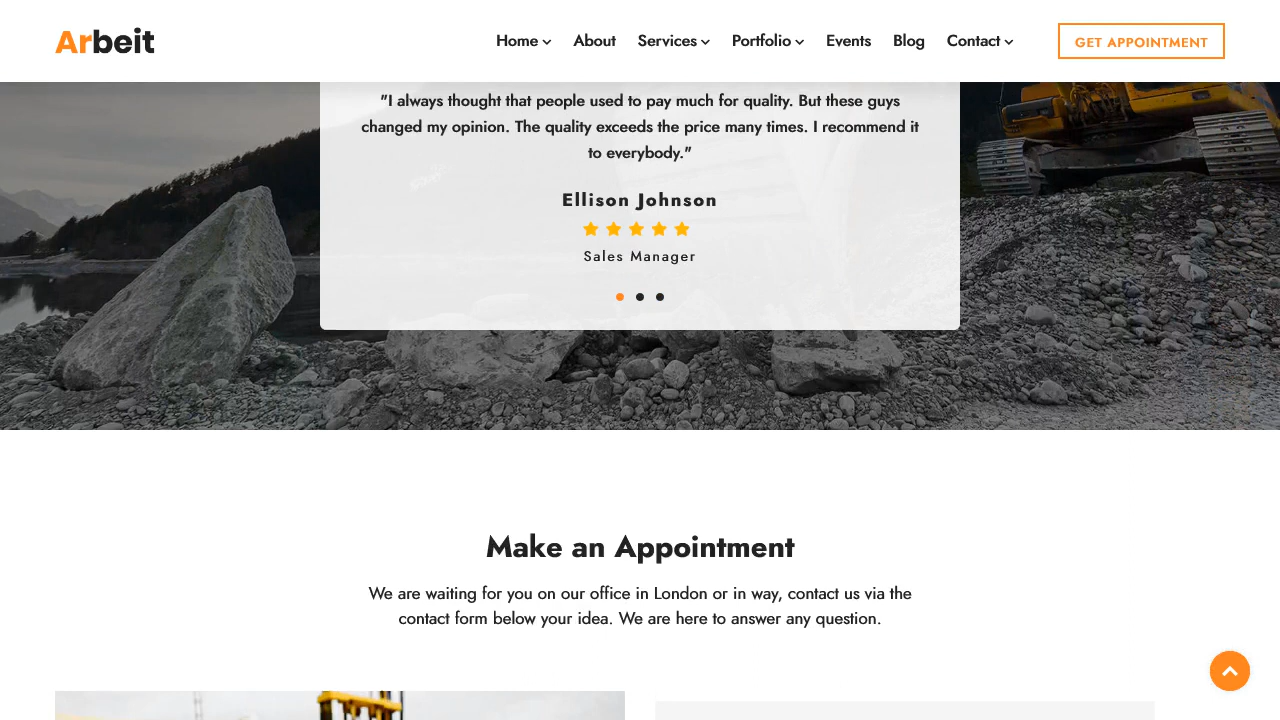 Arbeit
Home About Services Portfolio Events Blog Contact
GET APPOINTMENT
"I always thought that people used to pay much for quality. But these guys
changed my opinion. The quality exceeds the price many times. I recommend it
to everybody."
Ellison Johnson
Sales Manager
Make an Appointment
We are waiting for you on our office in London or in way, contact us via the
contact form below your idea. We are here to answer any question.